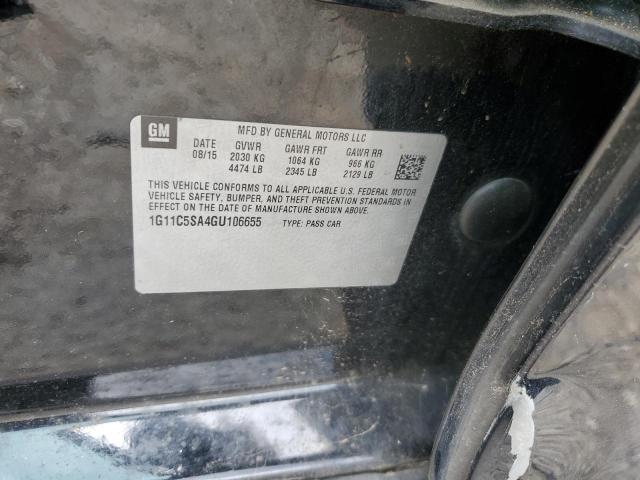 GM
MFD BY GENERAL MOTORS LLC
DATE GVWR GAWR FRT GAWR RR
08/15 2030 KG 1064 KG 966 KG
4474 LB 2345 LB 2129 LB
THIS VEHICLE CONFORMS TO ALL APPLICABLE U.S. FEDERAL MOTOR
VEHICLE SAFETY, BUMPER, AND THEFT PREVENTION STANDARDS IN
EFFECT ON THE DATE OF MANUFACTURE SHOWN ABOVE.
1G11C5SA4GU106655 TYPE: PASS CAR